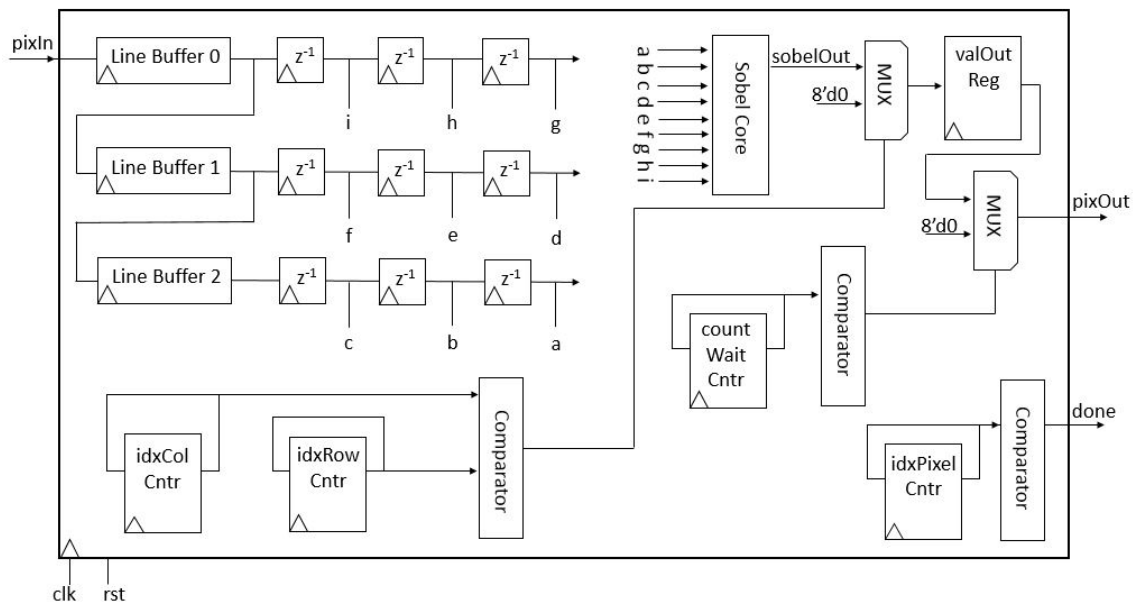 pixIn
Line Buffer 0
z⁻¹
z⁻¹
z⁻¹
i
h
g
Line Buffer 1
z⁻¹
z⁻¹
z⁻¹
f
e
d
Line Buffer 2
z⁻¹
z⁻¹
z⁻¹
c
b
a
a
b
c
d
e
f
g
h
i
Sobel Core
sobelOut
8'd0
MUX
valOut
Reg
8'd0
MUX
pixOut
count
Wait
Cntr
Comparator
idxCol
Cntr
idxRow
Cntr
Comparator
idxPixel
Cntr
Comparator
done
clk
rst